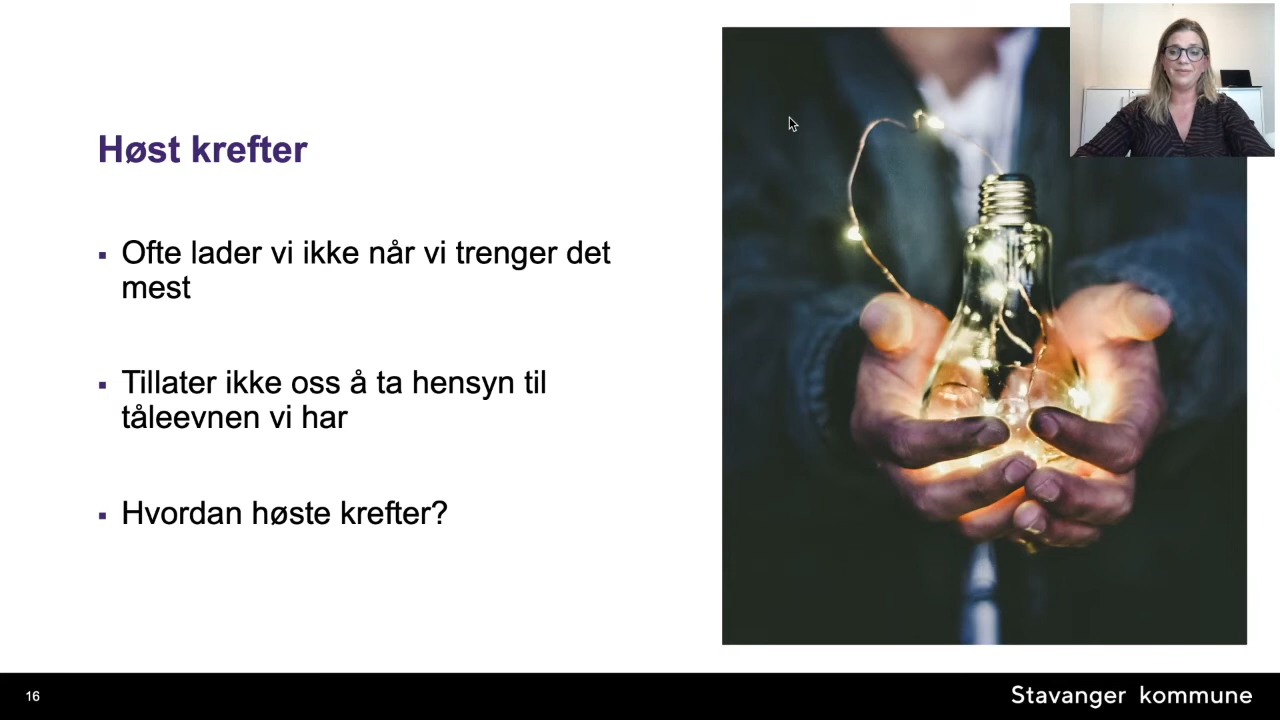 Høst krefter
▪ Ofte lader vi ikke når vi trenger det
mest
▪ Tillater ikke oss å ta hensyn til
tåleevnen vi har
▪ Hvordan høste krefter?
16
Stavanger kommune